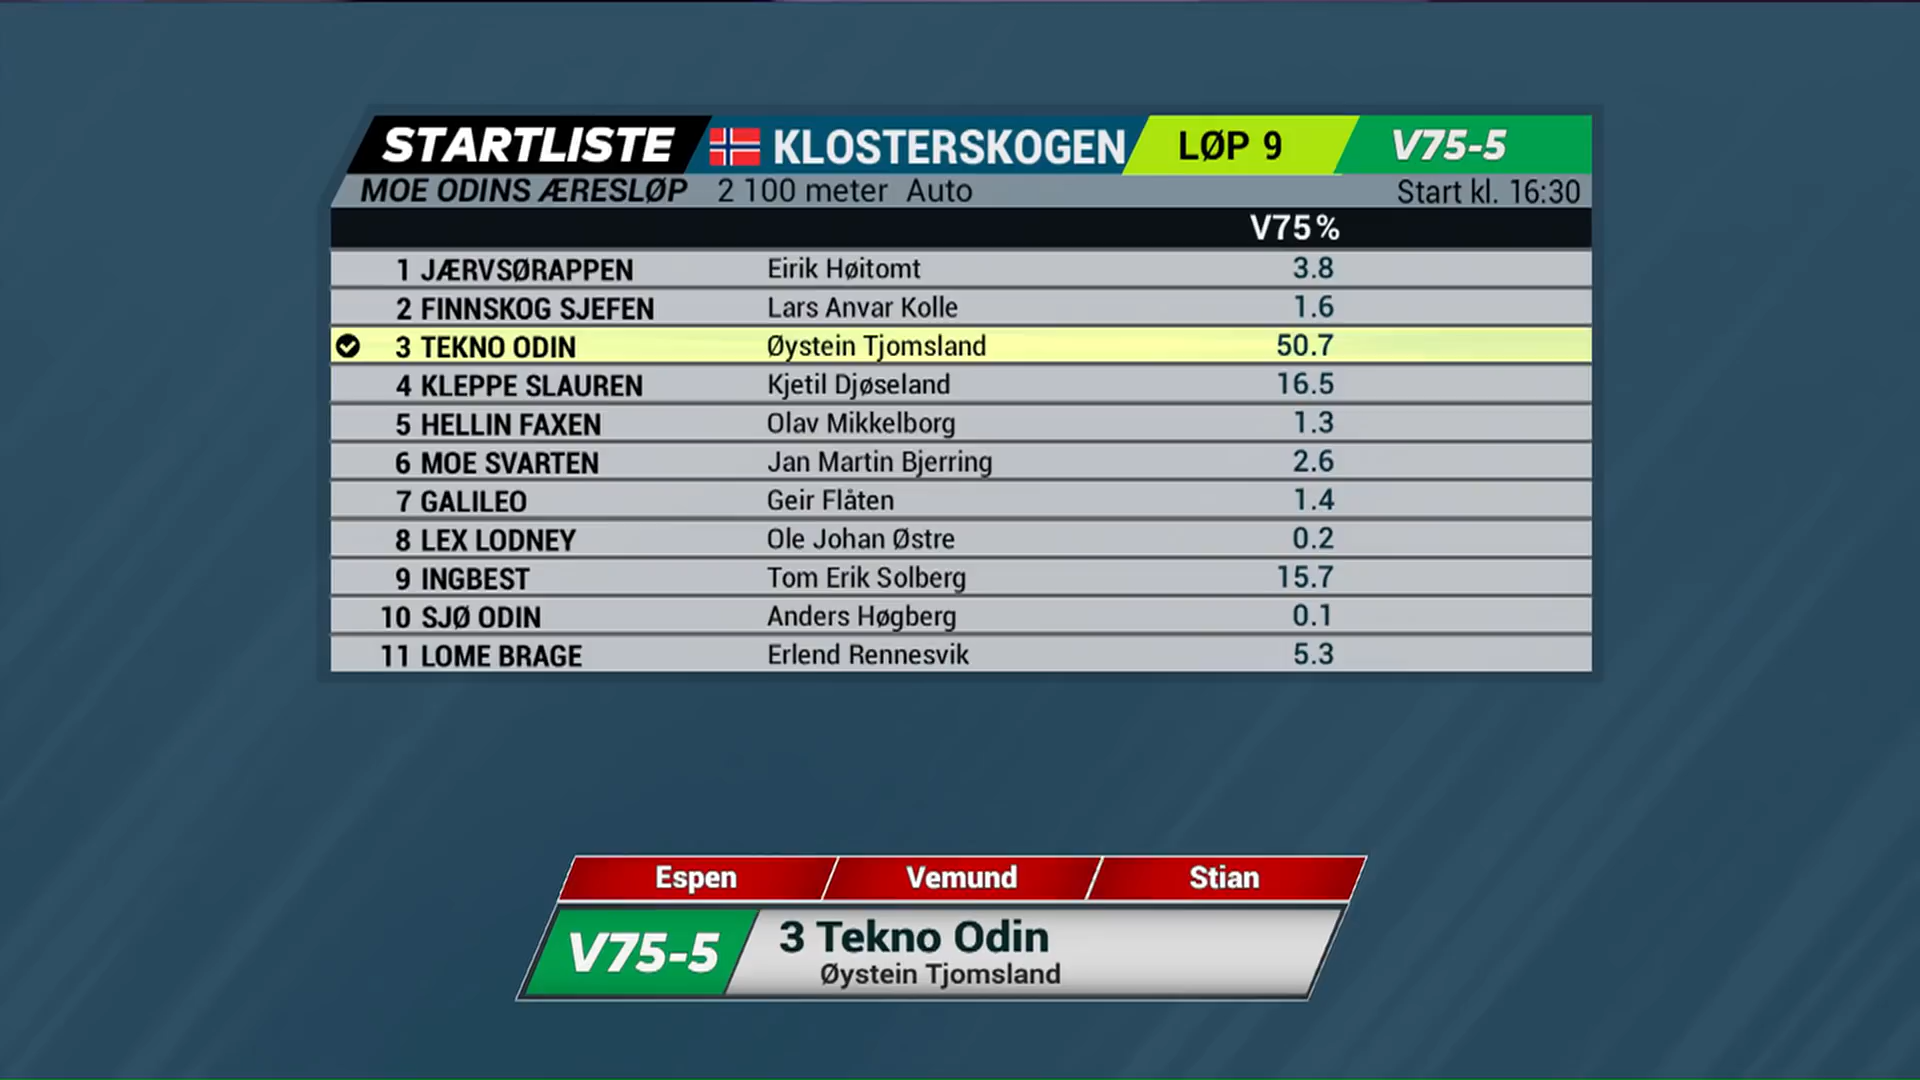 STARTLISTE KLOSTERSKOGEN LØP 9 V75-5
MOE ODINS ÆRESLØP 2 100 meter Auto Start kl. 16:30
V75%
1 JÆRVSØRAPPEN Eirik Høitomt 3.8
2 FINNSKOG SJEFEN Lars Anvar Kolle 1.6
3 TEKNO ODIN Øystein Tjomsland 50.7
4 KLEPPE SLAUREN Kjetil Djøseland 16.5
5 HELLIN FAXEN Olav Mikkelborg 1.3
6 MOE SVARTEN Jan Martin Bjerring 2.6
7 GALILEO Geir Flåten 1.4
8 LEX LODNEY Ole Johan Østre 0.2
9 INGBEST Tom Erik Solberg 15.7
10 SJØ ODIN Anders Høgberg 0.1
11 LOME BRAGE Erlend Rennesvik 5.3
Espen Vemund Stian
V75-5 3 Tekno Odin
Øystein Tjomsland